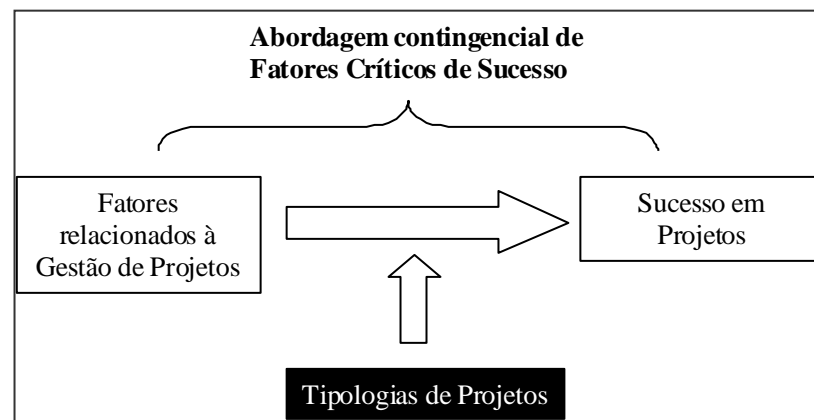 Abordagem contingencial de
Fatores Críticos de Sucesso
Fatores
relacionados à
Gestão de Projetos
Sucesso em
Projetos
Tipologias de Projetos